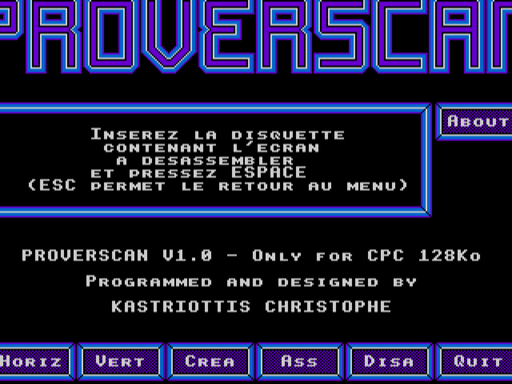 PROVERSCAN
Inserez la disquette
contenant l'ecran
a desassembler
et pressez ESPACE
(ESC permet le retour au menu)
About
PROVERSCAN V1.0 - Only for CPC 128Ko
Programmed and designed by
KASTRIOTTIS CHRISTOPHE
Horiz Vert Crea Ass Disa Quit